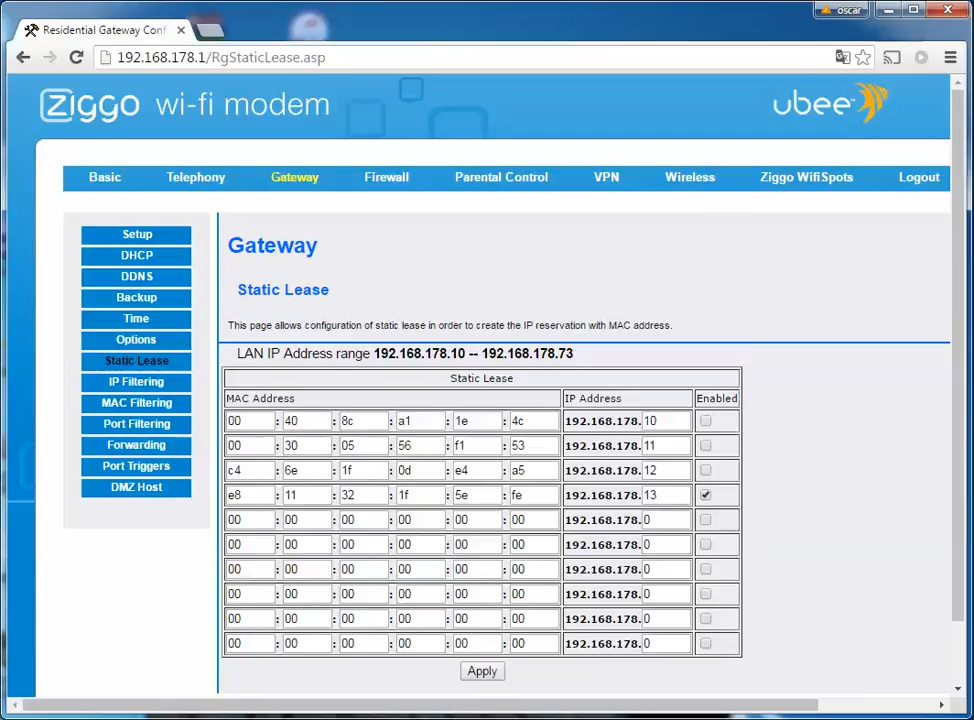 oscar
Residential Gateway Conf
192.168.178.1/RgStaticLease.asp
ziggo wi-fi modem
ubee
Basic Telephony Gateway Firewall Parental Control VPN Wireless Ziggo WifiSpots Logout
Setup
DHCP
DDNS
Backup
Time
Options
Static Lease
IP Filtering
MAC Filtering
Port Filtering
Forwarding
Port Triggers
DMZ Host
Gateway
Static Lease
This page allows configuration of static lease in order to create the IP reservation with MAC address.
LAN IP Address range 192.168.178.10 -- 192.168.178.73
Static Lease
MAC Address IP Address Enabled
00 : 40 : 8c : a1 : 1e : 4c 192.168.178. 10
00 : 30 : 05 : 56 : f1 : 53 192.168.178. 11
c4 : 6e : 1f : 0d : e4 : a5 192.168.178. 12
e8 : 11 : 32 : 1f : 5e : fe 192.168.178. 13
00 : 00 : 00 : 00 : 00 : 00 192.168.178. 0
00 : 00 : 00 : 00 : 00 : 00 192.168.178. 0
00 : 00 : 00 : 00 : 00 : 00 192.168.178. 0
00 : 00 : 00 : 00 : 00 : 00 192.168.178. 0
00 : 00 : 00 : 00 : 00 : 00 192.168.178. 0
00 : 00 : 00 : 00 : 00 : 00 192.168.178. 0
Apply